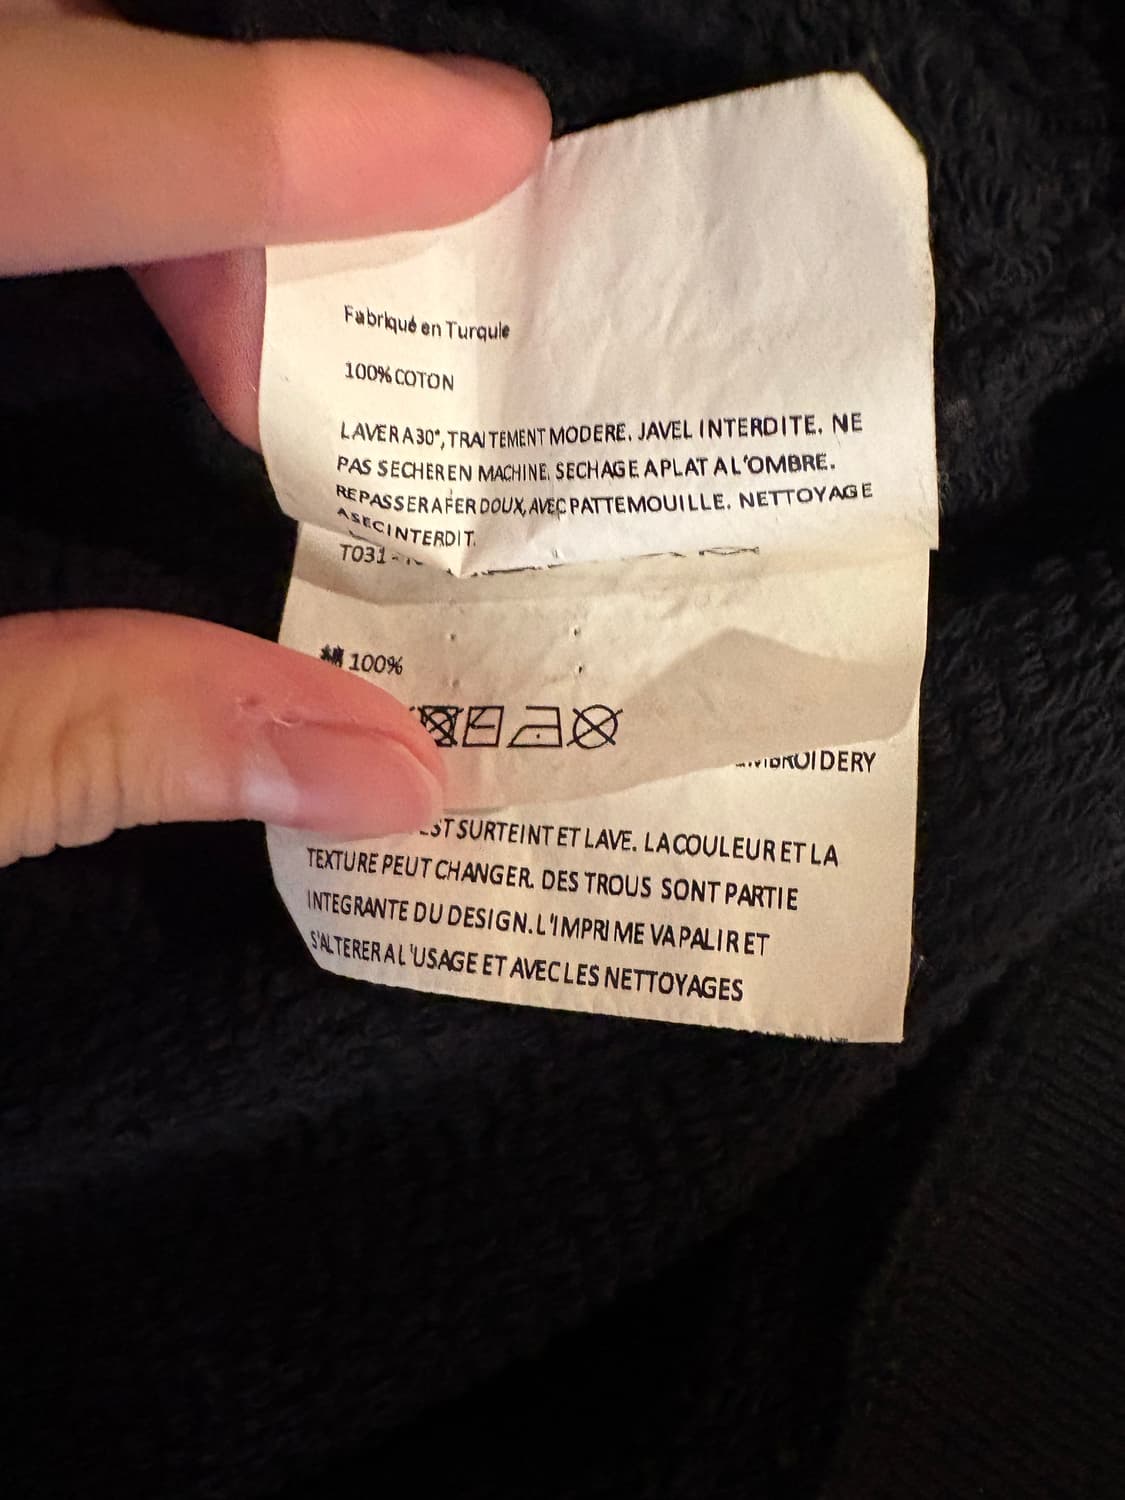 Fabriqué en Turquie
100% COTON
LAVER A 30°, TRAITEMENT MODERE. JAVEL INTERDITE. NE
PAS SECHER EN MACHINE. SECHAGE A PLAT A L'OMBRE.
REPASSER A FER DOUX, AVEC PATTEMOUILLE. NETTOYAGE
A SEC INTERDIT.
T031
100%
SURTEINT ET LAVE. LA COULEUR ET LA
TEXTURE PEUT CHANGER. DES TROUS SONT PARTIE
INTEGRANTE DU DESIGN. L'IMPRIME VA PALIR ET
S'ALTERER A L'USAGE ET AVEC LES NETTOYAGES